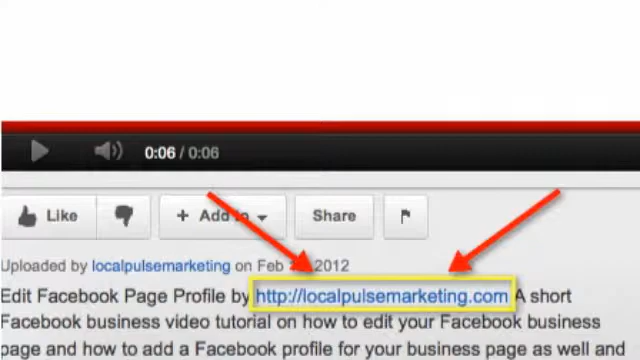 0:06 / 0:06
Like
Add to
Share
Uploaded by localpulsemarketing on Feb 2012
Edit Facebook Page Profile by http://localpulsemarketing.com A short
Facebook business video tutorial on how to edit your Facebook business
page and how to add a Facebook profile for your business page as well and